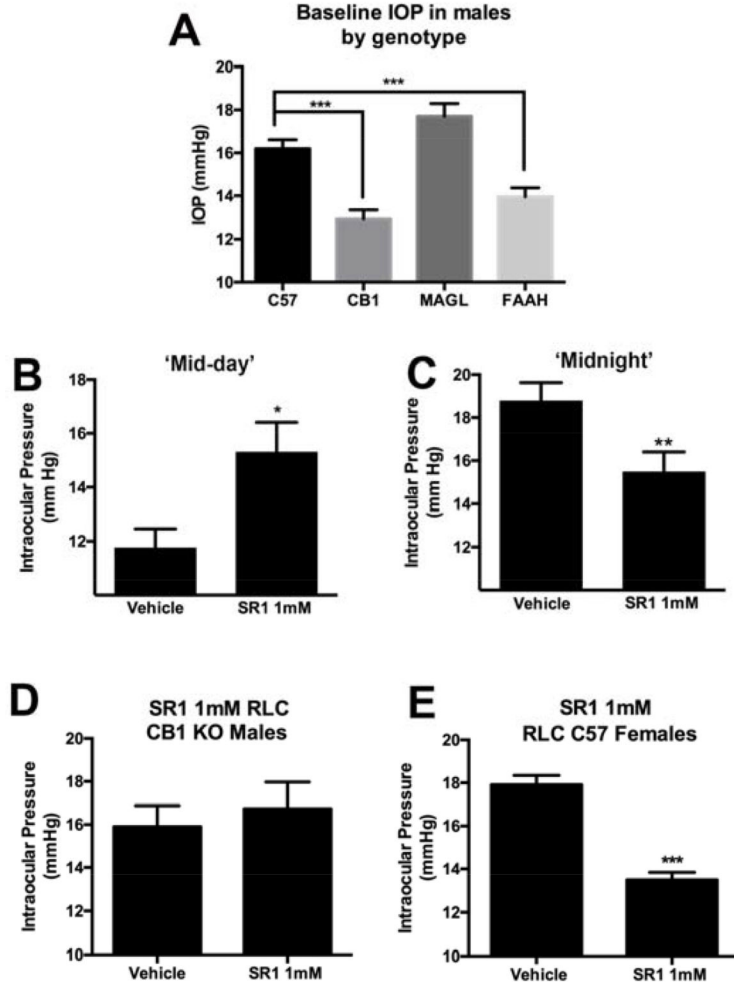 A
Baseline IOP in males
by genotype
IOP (mmHg)
18
16
14
12
10
***
***
C57 CB1 MAGL FAAH
B
'Mid-day'
Intraocular Pressure
(mm Hg)
18
16
14
12
*
Vehicle SR1 1mM
C
'Midnight'
Intraocular Pressure
(mm Hg)
20
18
16
14
12
**
Vehicle SR1 1mM
D
SR1 1mM RLC
CB1 KO Males
Intraocular Pressure
(mmHg)
20
18
16
14
12
10
Vehicle SR1 1mM
E
SR1 1mM
RLC C57 Females
Intraocular Pressure
(mmHg)
20
18
16
14
12
10
***
Vehicle SR1 1mM